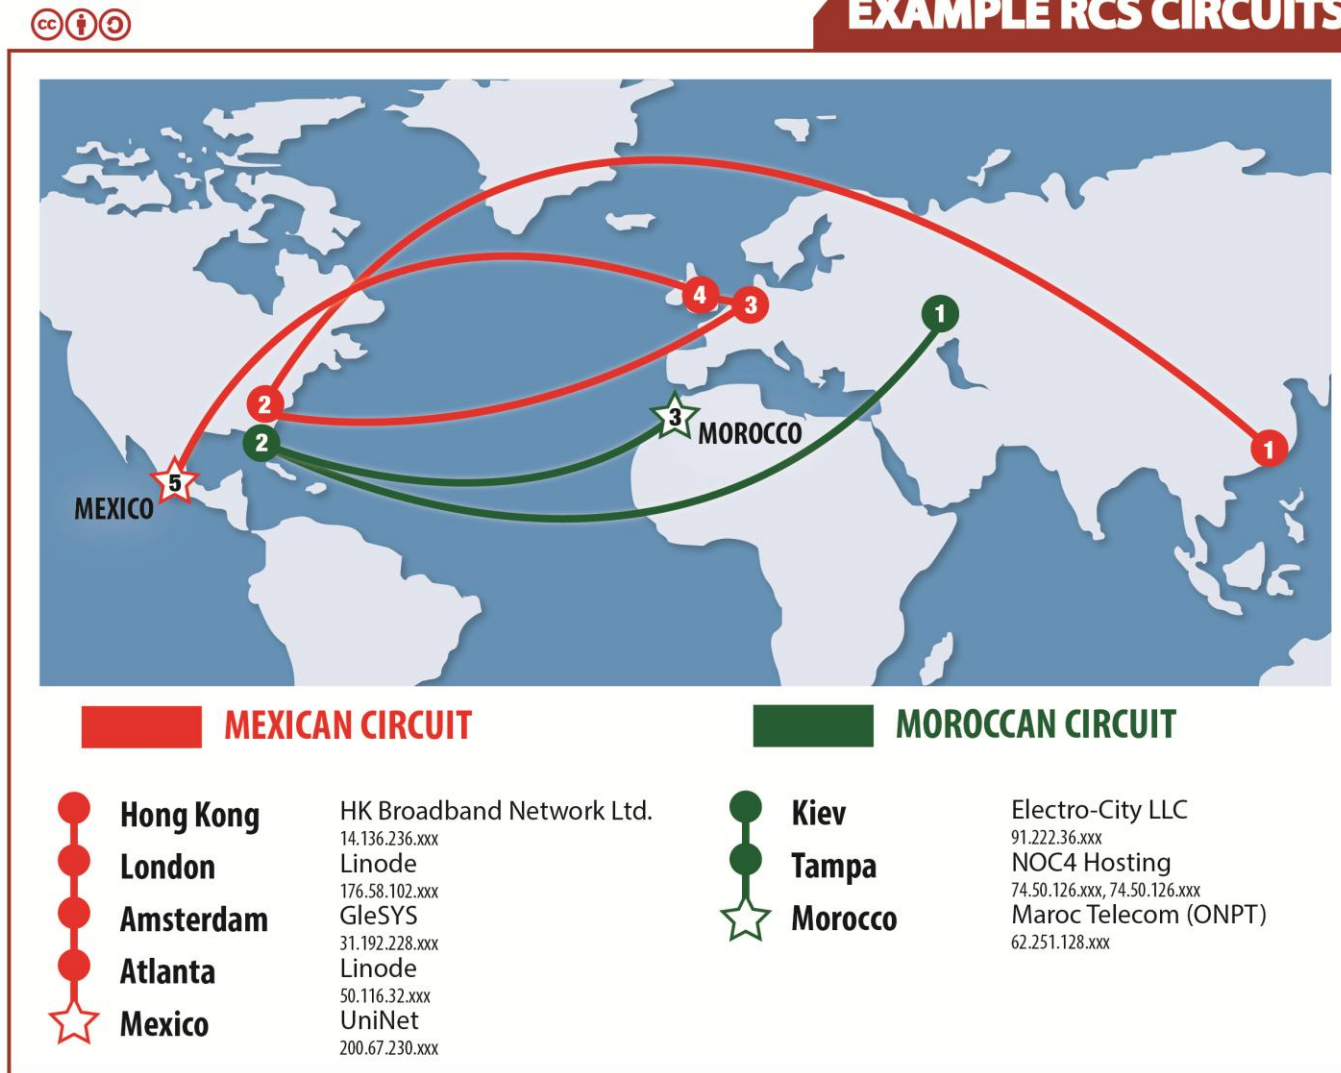 cc
EXAMPLE RCS CIRCUITS
1
2
3
4
5
MEXICO
1
2
3
MOROCCO
MEXICAN CIRCUIT
Hong Kong HK Broadband Network Ltd.
14.136.236.xxx
London Linode
176.58.102.xxx
Amsterdam GleSYS
31.192.228.xxx
Atlanta Linode
50.116.32.xxx
Mexico UniNet
200.67.230.xxx
MOROCCAN CIRCUIT
Kiev Electro-City LLC
91.222.36.xxx
Tampa NOC4 Hosting
74.50.126.xxx, 74.50.126.xxx
Morocco Maroc Telecom (ONPT)
62.251.128.xxx